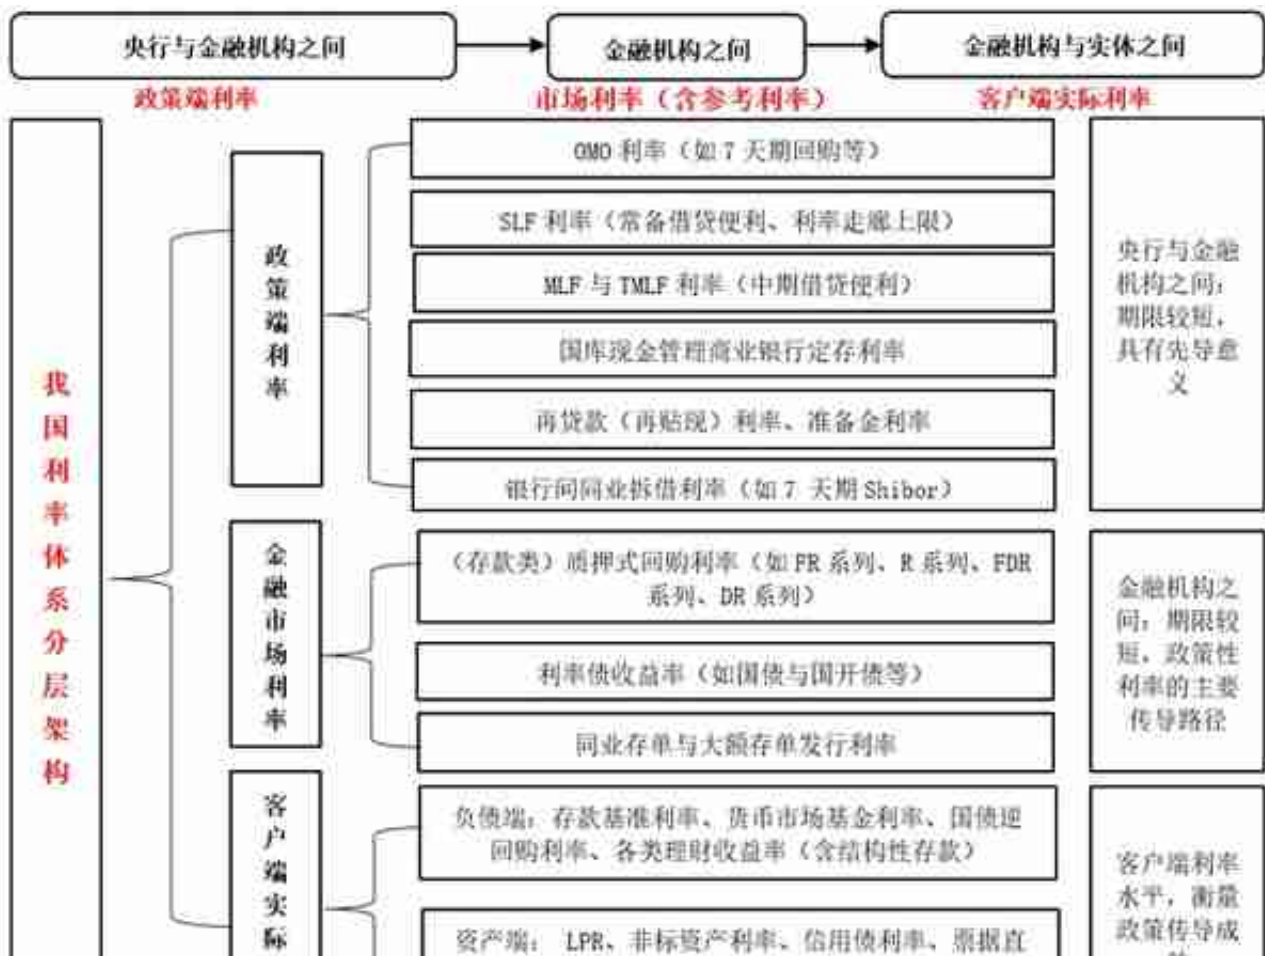 央行与金融机构之间
金融机构之间
金融机构与实体之间
政策端利率
市场利率（含参考利率）
客户端实际利率
我国利率体系分层架构
政策端利率
OMO 利率（如 7 天期回购等）
SLF 利率（常备借贷便利、利率走廊上限）
MLF 与 TMLF 利率（中期借贷便利）
国库现金管理商业银行定存利率
再贷款（再贴现）利率、准备金利率
银行间同业拆借利率（如 7 天期 Shibor）
央行与金融
机构之间：
期限较短，
具有先导意
义
金融市场利率
（存款类）质押式回购利率（如 FR 系列、R 系列、FDR
系列、DR 系列）
利率债收益率（如国债与国开债等）
同业存单与大额存单发行利率
金融机构之
间：期限较
短、政策性
利率的主要
传导路径
客户端实际
负债端：存款基准利率、货币市场基金利率、国债逆
回购利率、各类理财收益率（含结构性存款）
资产端： LPR、非标资产利率、信用债利率、票据直
客户端利率
水平，衡量
政策传导成